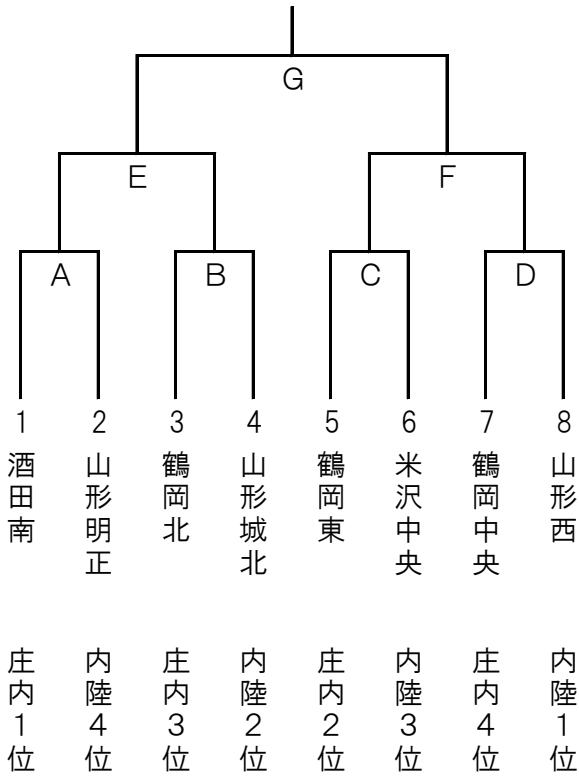 G
E
F
A
B
C
D
1
2
3
4
5
6
7
8
酒田南
山形明正
鶴岡北
山形城北
鶴岡東
米沢中央
鶴岡中央
山形西
庄内1位
内陸4位
庄内3位
内陸2位
庄内2位
内陸3位
庄内4位
内陸1位